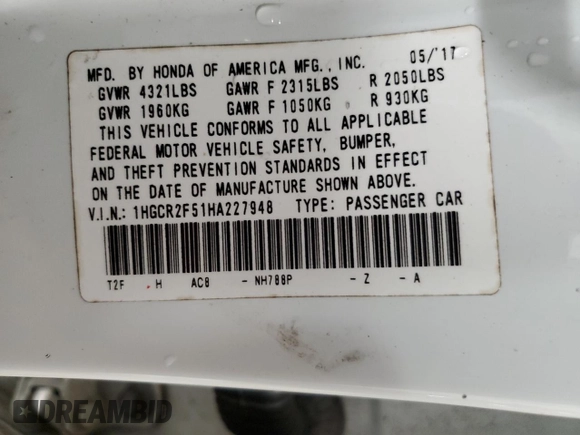 MFD. BY HONDA OF AMERICA MFG., INC. 05/17
GVWR 4321LBS GAWR F 2315LBS R 2050LBS
GVWR 1960KG GAWR F 1050KG R 930KG
THIS VEHICLE CONFORMS TO ALL APPLICABLE
FEDERAL MOTOR VEHICLE SAFETY, BUMPER,
AND THEFT PREVENTION STANDARDS IN EFFECT
ON THE DATE OF MANUFACTURE SHOWN ABOVE.
V.I.N.: 1HGCR2F51HA227948 TYPE: PASSENGER CAR
T2F H AC8 - NH788P - Z - A
DREAMBID